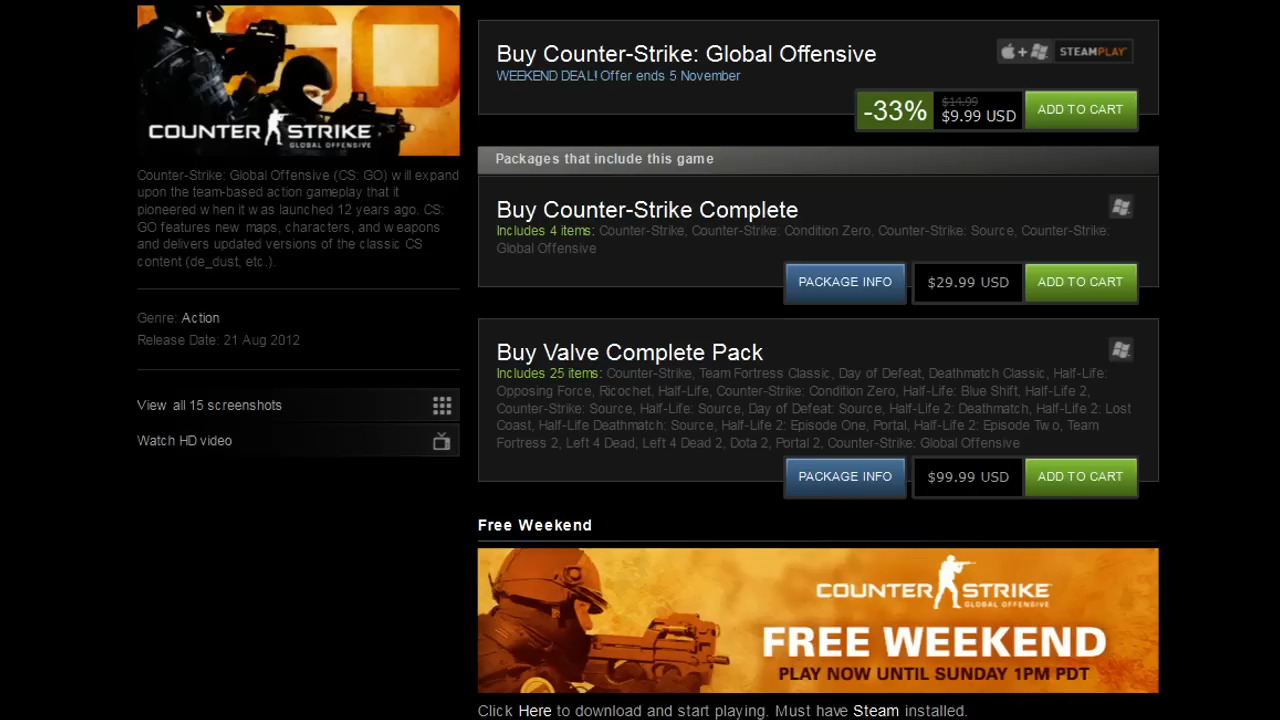 GO
COUNTER STRIKE
GLOBAL OFFENSIVE
Counter-Strike: Global Offensive (CS: GO) will expand
upon the team-based action gameplay that it
pioneered when it was launched 12 years ago. CS:
GO features new maps, characters, and weapons
and delivers updated versions of the classic CS
content (de_dust, etc.).
Genre: Action
Release Date: 21 Aug 2012
View all 15 screenshots
Watch HD video
Buy Counter-Strike: Global Offensive
WEEKEND DEAL! Offer ends 5 November
+ STEAMPLAY
-33% $14.99
$9.99 USD
ADD TO CART
Packages that include this game
Buy Counter-Strike Complete
Includes 4 items: Counter-Strike, Counter-Strike: Condition Zero, Counter-Strike: Source, Counter-Strike:
Global Offensive
PACKAGE INFO $29.99 USD ADD TO CART
Buy Valve Complete Pack
Includes 25 items: Counter-Strike, Team Fortress Classic, Day of Defeat, Deathmatch Classic, Half-Life:
Opposing Force, Ricochet, Half-Life, Counter-Strike: Condition Zero, Half-Life: Blue Shift, Half-Life 2,
Counter-Strike: Source, Half-Life: Source, Day of Defeat: Source, Half-Life 2: Deathmatch, Half-Life 2: Lost
Coast, Half-Life Deathmatch: Source, Half-Life 2: Episode One, Portal, Half-Life 2: Episode Two, Team
Fortress 2, Left 4 Dead, Left 4 Dead 2, Dota 2, Portal 2, Counter-Strike: Global Offensive
PACKAGE INFO $99.99 USD ADD TO CART
Free Weekend
COUNTER STRIKE
GLOBAL OFFENSIVE
FREE WEEKEND
PLAY NOW UNTIL SUNDAY 1PM PDT
Click Here to download and start playing. Must have Steam installed.